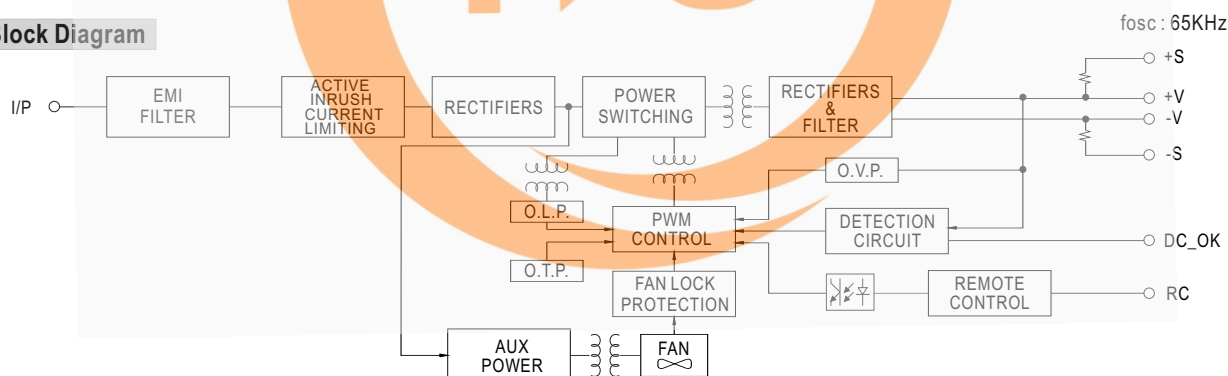 Block Diagram
fosc : 65KHz
I/P
EMI
FILTER
ACTIVE
INRUSH
CURRENT
LIMITING
RECTIFIERS
POWER
SWITCHING
RECTIFIERS
&
FILTER
+S
+V
-V
-S
O.V.P.
O.L.P.
PWM
CONTROL
DETECTION
CIRCUIT
DC_OK
O.T.P.
FAN LOCK
PROTECTION
REMOTE
CONTROL
RC
AUX
POWER
FAN